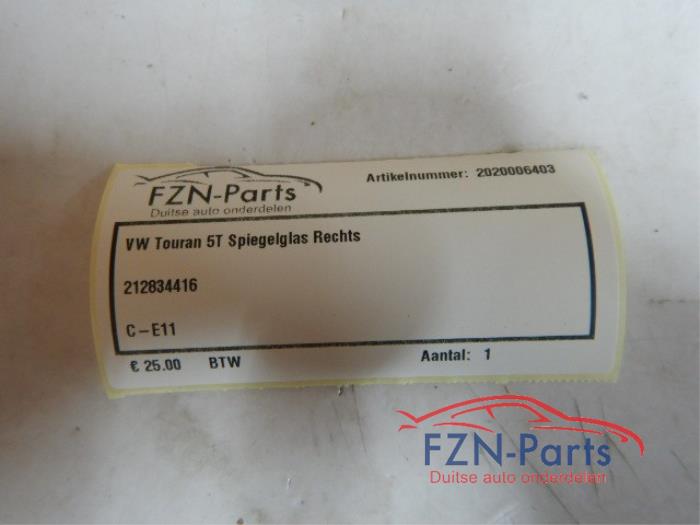 FZN-Parts
Duitse auto onderdelen
Artikelnummer: 2020006403
VW Touran 5T Spiegelglas Rechts
212834416
C-E11
€ 25.00 BTW Aantal: 1
FZN-Parts
Duitse auto onderdelen